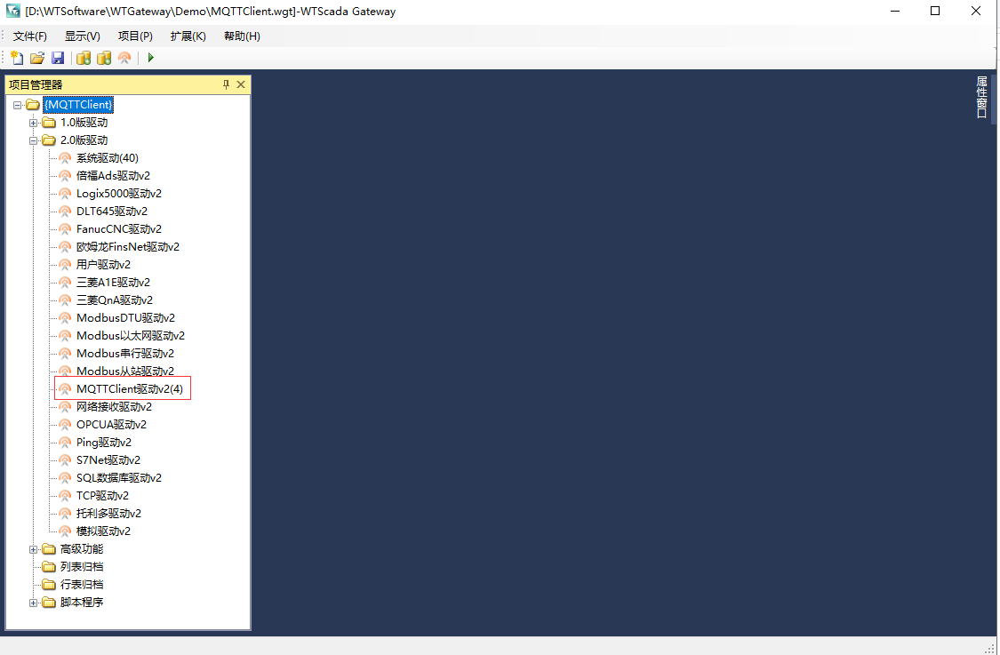 [D:\WTSoftware\WTGateway\Demo\MQTTClient.wgt]-WTScada Gateway
文件(F) 显示(V) 项目(P) 扩展(K) 帮助(H)
项目管理器
{MQTTClient}
1.0版驱动
2.0版驱动
系统驱动(40)
倍福Ads驱动v2
Logix5000驱动v2
DLT645驱动v2
FanucCNC驱动v2
欧姆龙FinsNet驱动v2
用户驱动v2
三菱A1E驱动v2
三菱QnA驱动v2
ModbusDTU驱动v2
Modbus以太网驱动v2
Modbus串行驱动v2
Modbus从站驱动v2
MQTTClient驱动v2(4)
网络接收驱动v2
OPCUA驱动v2
Ping驱动v2
S7Net驱动v2
SQL数据库驱动v2
TCP驱动v2
托利多驱动v2
模拟驱动v2
高级功能
列表归档
行表归档
脚本程序
属性窗口